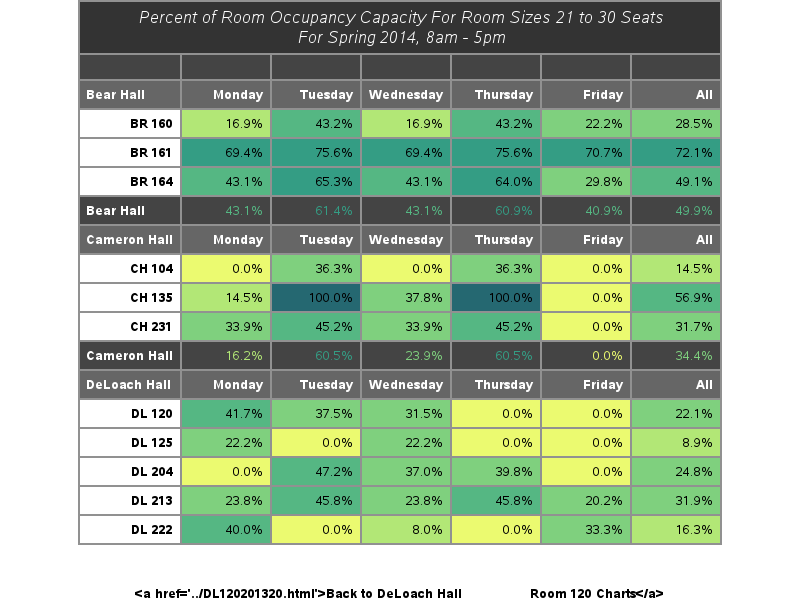 Percent of Room Occupancy Capacity For Room Sizes 21 to 30 Seats
For Spring 2014, 8am - 5pm
Bear Hall Monday Tuesday Wednesday Thursday Friday All
BR 160 16.9% 43.2% 16.9% 43.2% 22.2% 28.5%
BR 161 69.4% 75.6% 69.4% 75.6% 70.7% 72.1%
BR 164 43.1% 65.3% 43.1% 64.0% 29.8% 49.1%
Bear Hall 43.1% 61.4% 43.1% 60.9% 40.9% 49.9%
Cameron Hall Monday Tuesday Wednesday Thursday Friday All
CH 104 0.0% 36.3% 0.0% 36.3% 0.0% 14.5%
CH 135 14.5% 100.0% 37.8% 100.0% 0.0% 56.9%
CH 231 33.9% 45.2% 33.9% 45.2% 0.0% 31.7%
Cameron Hall 16.2% 60.5% 23.9% 60.5% 0.0% 34.4%
DeLoach Hall Monday Tuesday Wednesday Thursday Friday All
DL 120 41.7% 37.5% 31.5% 0.0% 0.0% 22.1%
DL 125 22.2% 0.0% 22.2% 0.0% 0.0% 8.9%
DL 204 0.0% 47.2% 37.0% 39.8% 0.0% 24.8%
DL 213 23.8% 45.8% 23.8% 45.8% 20.2% 31.9%
DL 222 40.0% 0.0% 8.0% 0.0% 33.3% 16.3%
<a href='../DL120201320.html'>Back to DeLoach Hall Room 120 Charts</a>